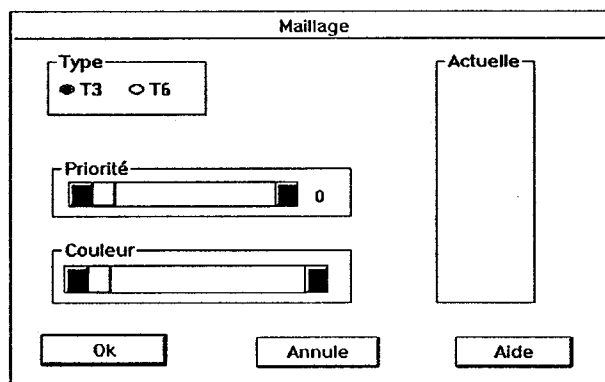 Maillage
Type
T3 T6
Actuelle
Priorité
0
Couleur
Ok Annule Aide